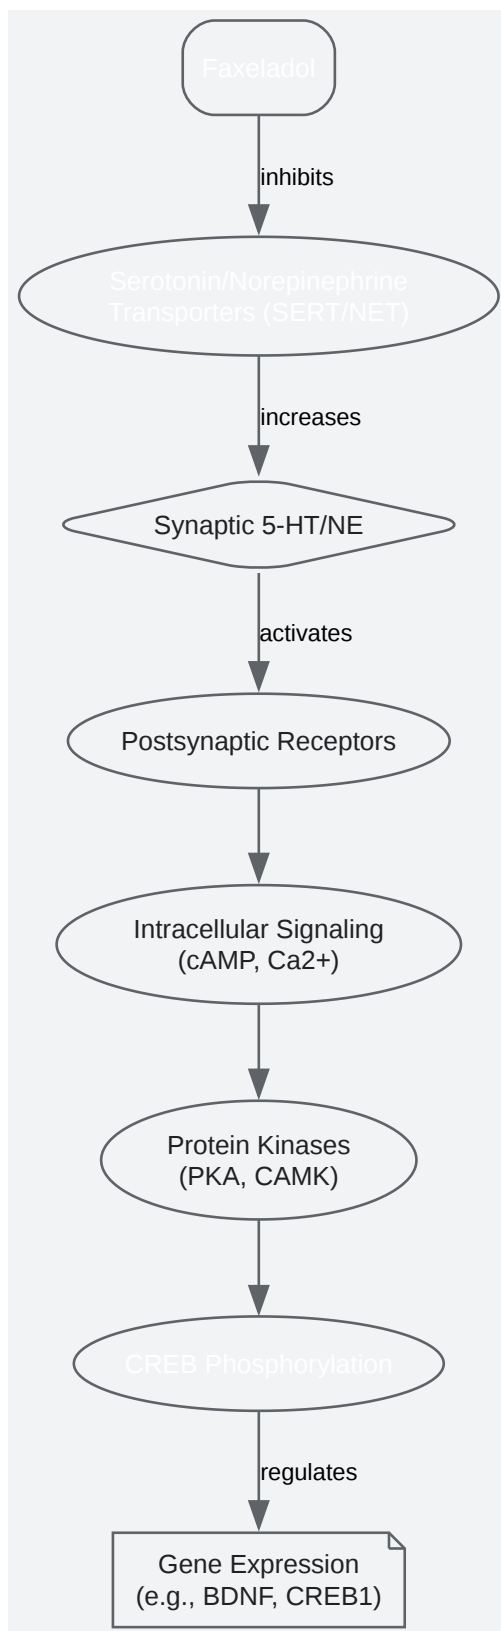 Faxeladol
inhibits
Serotonin/Norepinephrine
Transporters (SERT/NET)
increases
Synaptic 5-HT/NE
activates
Postsynaptic Receptors
Intracellular Signaling
(cAMP, Ca2+)
Protein Kinases
(PKA, CAMK)
CREB Phosphorylation
regulates
Gene Expression
(e.g., BDNF, CREB1)